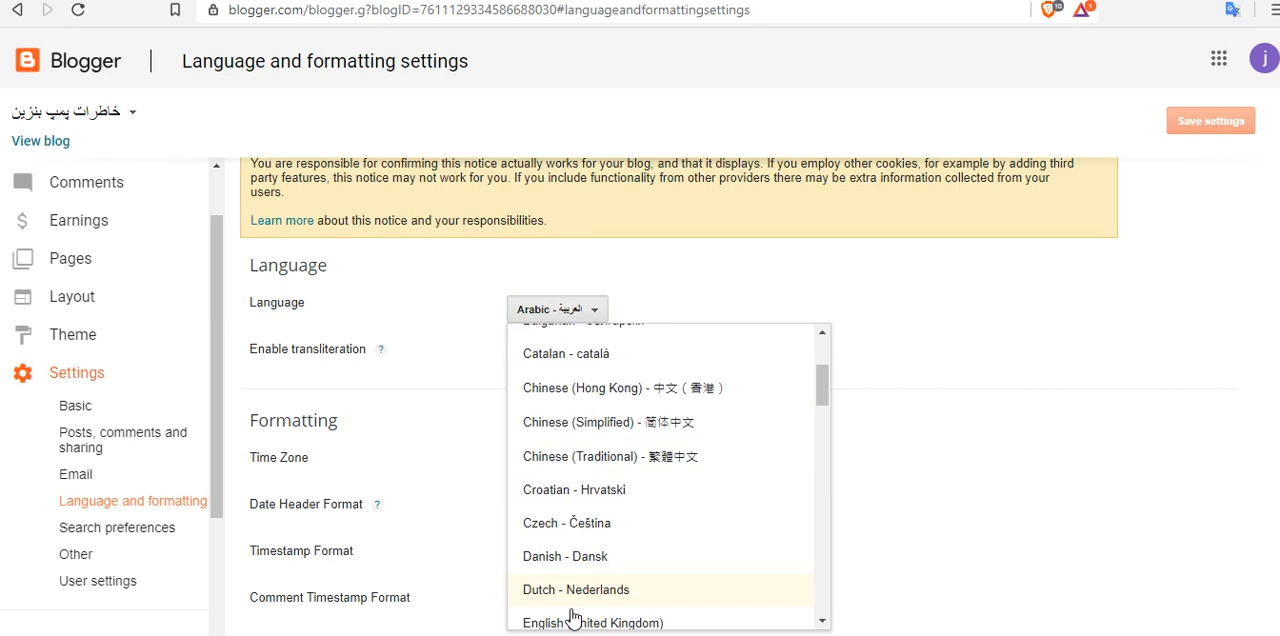 blogger.com/blogger.g?blogID=7611129334586688030#languageandformattingsettings
10
1
Blogger
Language and formatting settings
j
خاطرات پمپ بنزین
Save settings
View blog
You are responsible for confirming this notice actually works for your blog, and that it displays. If you employ other cookies, for example by adding third
party features, this notice may not work for you. If you include functionality from other providers there may be extra information collected from your
users.
Learn more about this notice and your responsibilities.
Comments
Earnings
Pages
Layout
Theme
Settings
Basic
Posts, comments and
sharing
Email
Language and formatting
Search preferences
Other
User settings
Language
Language
Arabic - العربية
Enable transliteration ?
Formatting
Time Zone
Date Header Format ?
Timestamp Format
Comment Timestamp Format
Catalan - català
Chinese (Hong Kong) - 中文 ( 香港 )
Chinese (Simplified) - 简体中文
Chinese (Traditional) - 繁體中文
Croatian - Hrvatski
Czech - Čeština
Danish - Dansk
Dutch - Nederlands
English (United Kingdom)